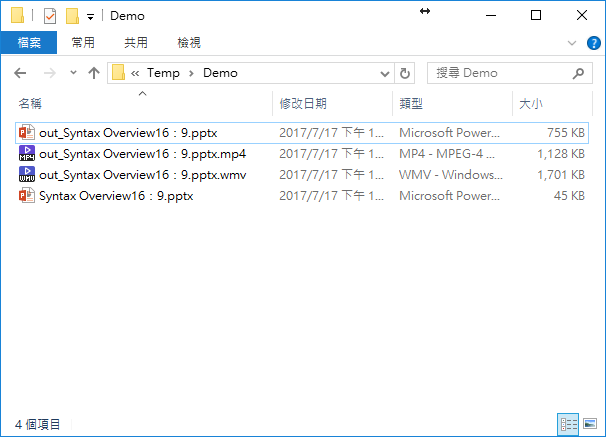 Demo
檔案 常用 共用 檢視
« Temp › Demo 搜尋 Demo
名稱 修改日期 類型 大小
out_Syntax Overview16：9.pptx 2017/7/17 下午 1... Microsoft Power... 755 KB
MP4 out_Syntax Overview16：9.pptx.mp4 2017/7/17 下午 1... MP4 - MPEG-4 ... 1,128 KB
WMV out_Syntax Overview16：9.pptx.wmv 2017/7/17 下午 1... WMV - Windows... 1,701 KB
Syntax Overview16：9.pptx 2017/7/17 下午 1... Microsoft Power... 45 KB
4 個項目